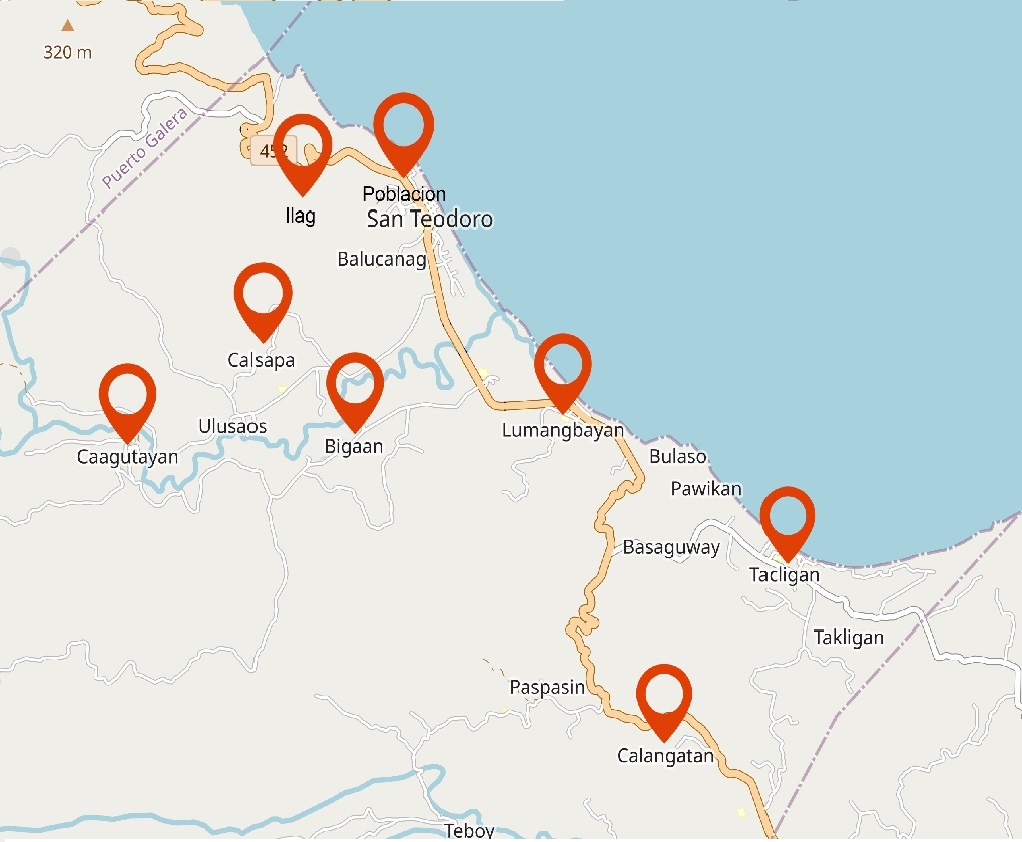 320 m
Puerto Galera
452
Poblacion
Ilag
San Teodoro
Balucanag
Calsapa
Ulusaos
Bigaan
Lumangbayan
Caagutayan
Bulaso
Pawikan
Basaguway
Tacligan
Takligan
Paspasin
Calangatan
Teboy